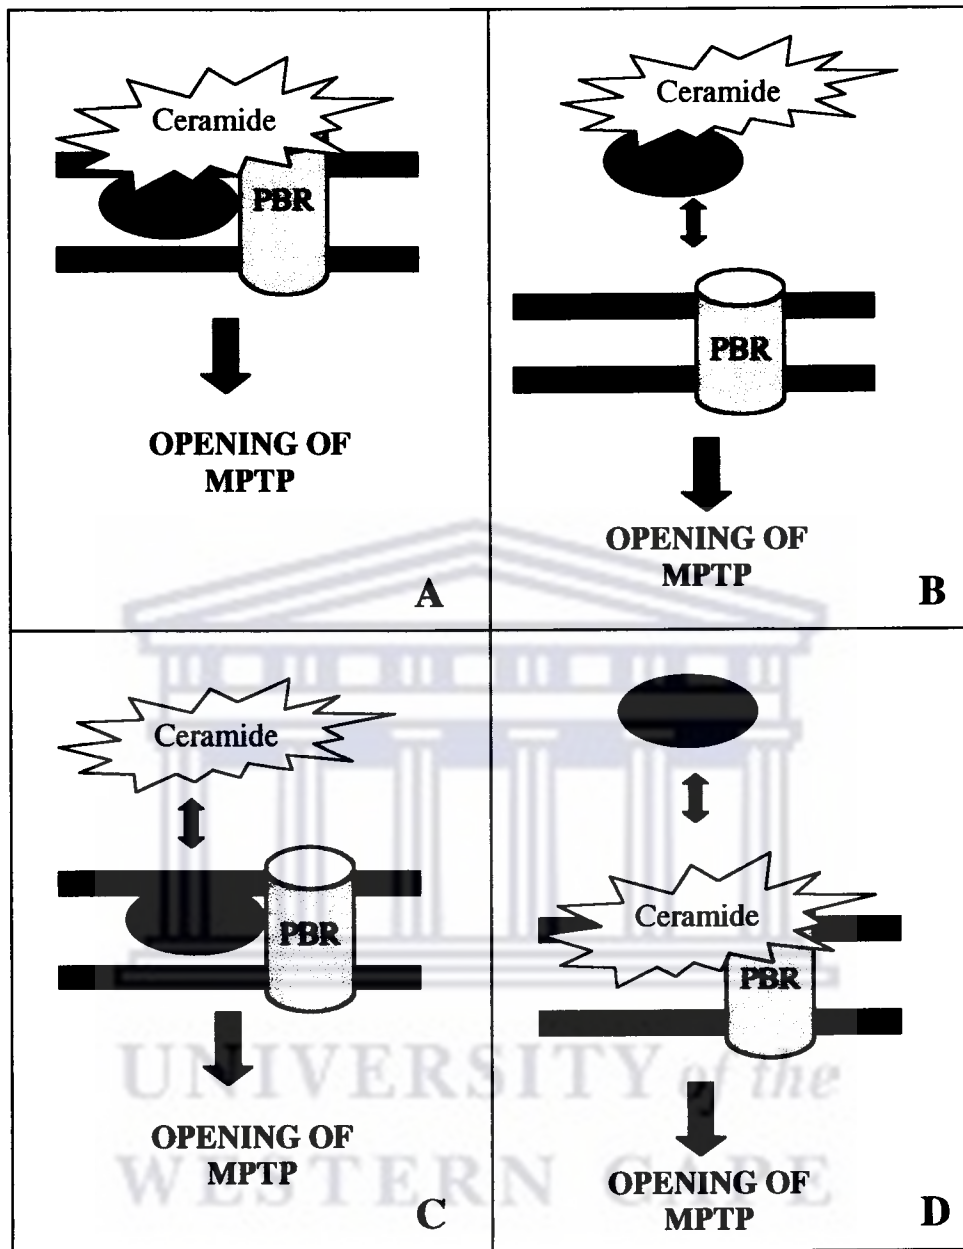 Ceramide
PBR
OPENING OF
MPTP
A
Ceramide
PBR
OPENING OF
MPTP
B
Ceramide
PBR
OPENING OF
MPTP
C
Ceramide
PBR
OPENING OF
MPTP
D
UNIVERSITY of the
WESTERN CAPE